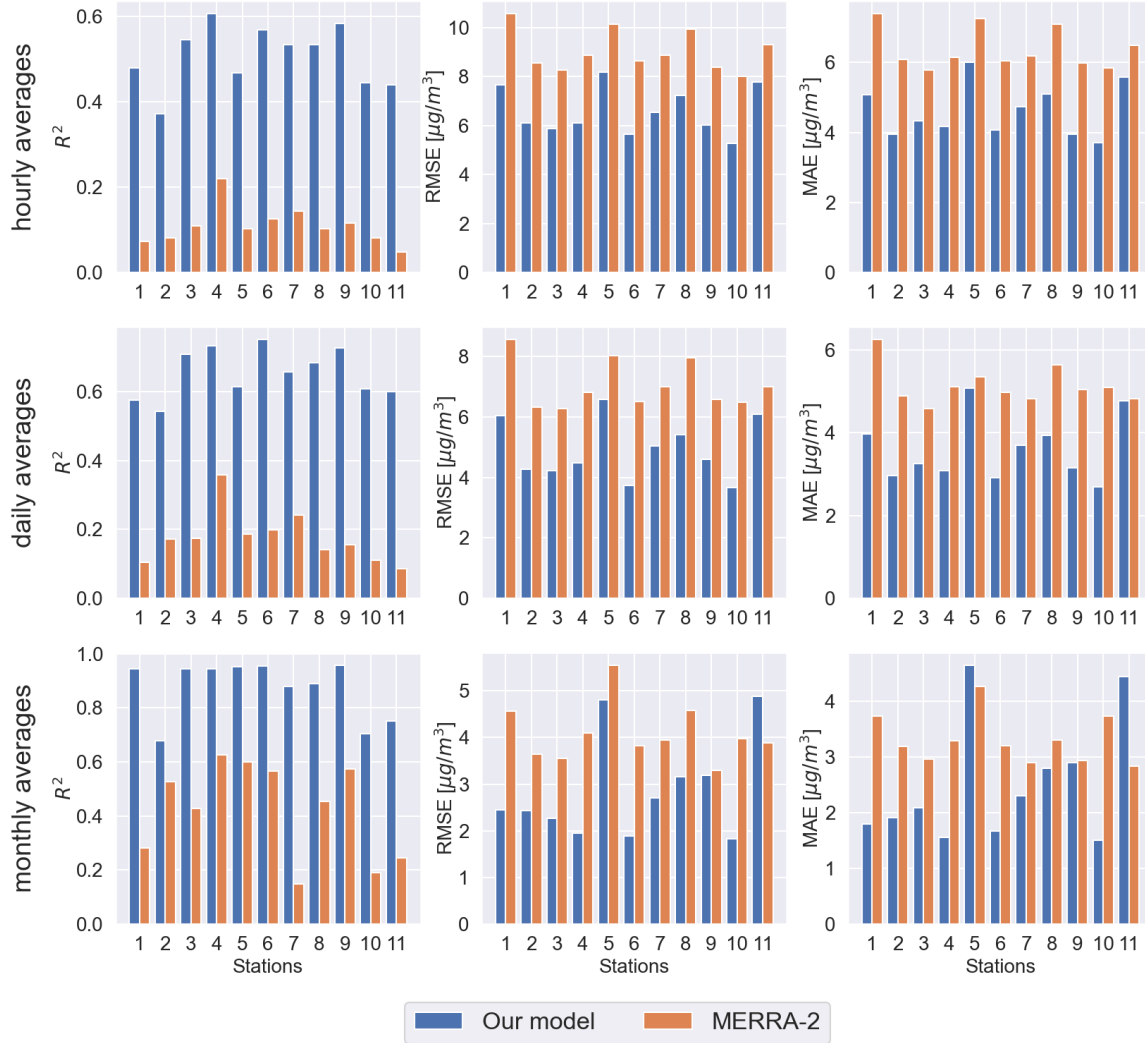 hourly averages
R²
0.6
0.4
0.2
0.0
1 2 3 4 5 6 7 8 9 10 11
RMSE [μg/m³]
10
8
6
4
2
0
1 2 3 4 5 6 7 8 9 10 11
MAE [μg/m³]
6
4
2
0
1 2 3 4 5 6 7 8 9 10 11
daily averages
R²
0.6
0.4
0.2
0.0
1 2 3 4 5 6 7 8 9 10 11
RMSE [μg/m³]
8
6
4
2
0
1 2 3 4 5 6 7 8 9 10 11
MAE [μg/m³]
6
4
2
0
1 2 3 4 5 6 7 8 9 10 11
monthly averages
R²
1.0
0.8
0.6
0.4
0.2
0.0
1 2 3 4 5 6 7 8 9 10 11
Stations
RMSE [μg/m³]
5
4
3
2
1
0
1 2 3 4 5 6 7 8 9 10 11
Stations
MAE [μg/m³]
4
3
2
1
0
1 2 3 4 5 6 7 8 9 10 11
Stations
Our model
MERRA-2